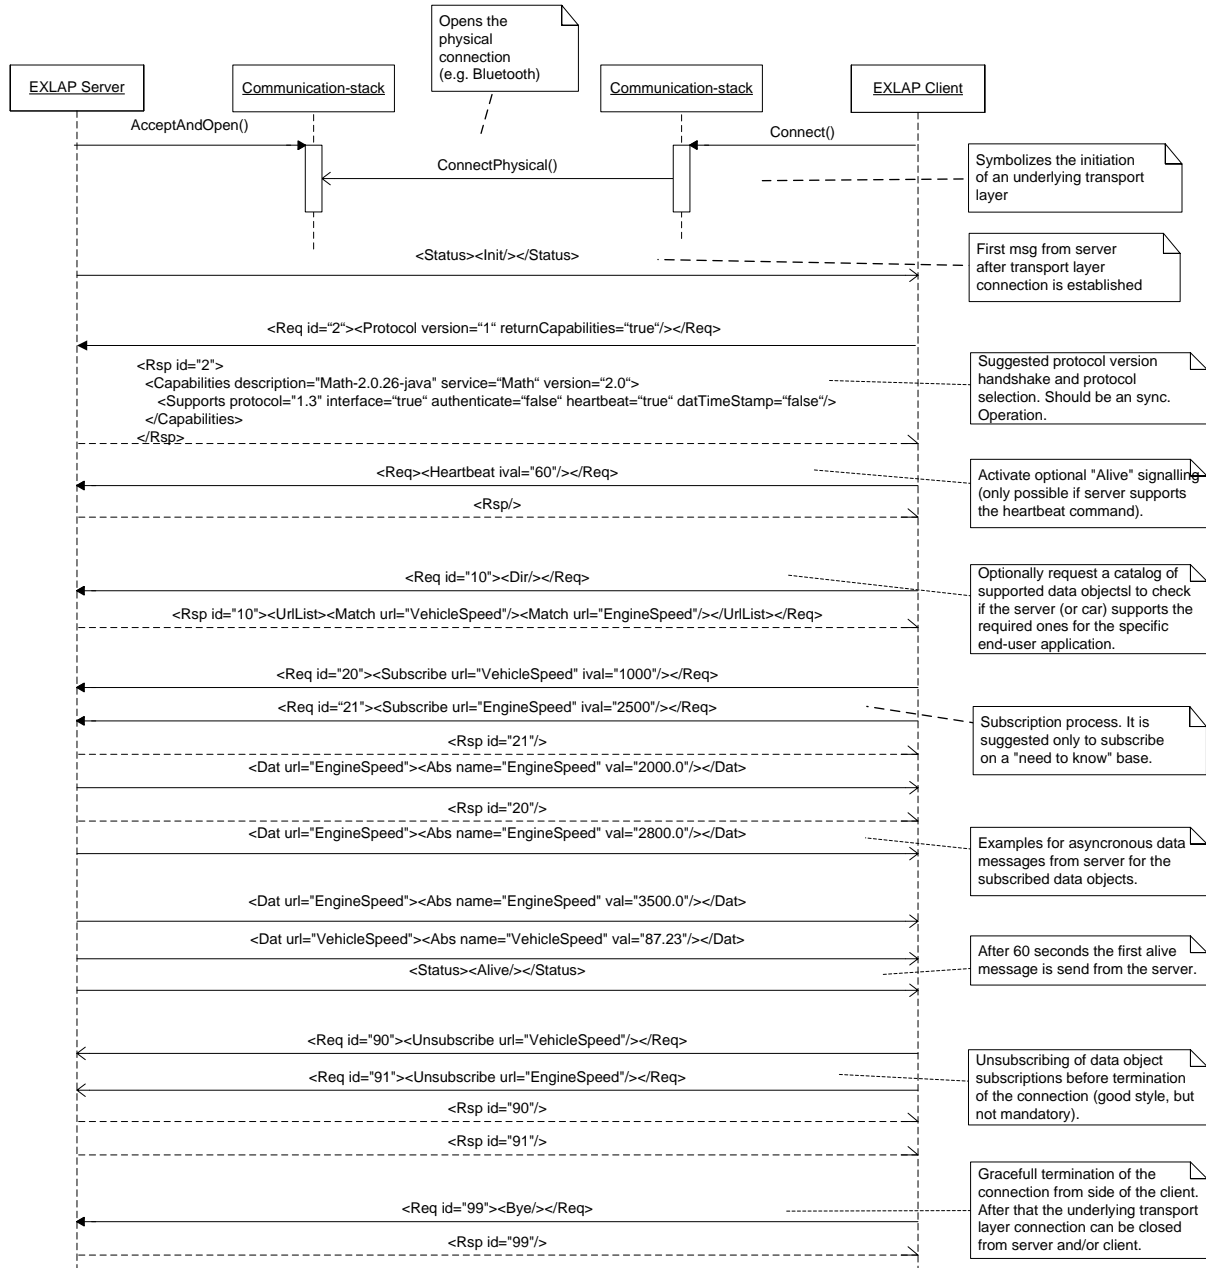 Opens the
physical
connection
(e.g. Bluetooth)
EXLAP Server
Communication-stack
Communication-stack
EXLAP Client
AcceptAndOpen()
Connect()
ConnectPhysical()
Symbolizes the initiation
of an underlying transport
layer
<Status><Init/></Status>
First msg from server
after transport layer
connection is established
<Req id=“2“><Protocol version=“1“ returnCapabilities=“true“/></Req>
<Rsp id="2">
<Capabilities description="Math-2.0.26-java" service=“Math“ version=“2.0“>
<Supports protocol="1.3" interface=“true“ authenticate=“false“ heartbeat=“true“ datTimeStamp=“false“/>
</Capabilities>
</Rsp>
Suggested protocol version
handshake and protocol
selection. Should be an sync.
Operation.
<Req><Heartbeat ival="60"/></Req>
<Rsp/>
Activate optional "Alive" signalling
(only possible if server supports
the heartbeat command).
<Req id="10"><Dir/></Req>
<Rsp id="10"><UrlList><Match url="VehicleSpeed"/><Match url="EngineSpeed"/></UrlList></Req>
Optionally request a catalog of
supported data objectsl to check
if the server (or car) supports the
required ones for the specific
end-user application.
<Req id="20"><Subscribe url="VehicleSpeed" ival="1000"/></Req>
<Req id=“21"><Subscribe url="EngineSpeed" ival="2500"/></Req>
Subscription process. It is
suggested only to subscribe
on a "need to know" base.
<Rsp id="21"/>
<Dat url="EngineSpeed"><Abs name="EngineSpeed" val="2000.0"/></Dat>
<Rsp id="20"/>
<Dat url="EngineSpeed"><Abs name="EngineSpeed" val="2800.0"/></Dat>
Examples for asyncronous data
messages from server for the
subscribed data objects.
<Dat url="EngineSpeed"><Abs name="EngineSpeed" val="3500.0"/></Dat>
<Dat url="VehicleSpeed"><Abs name="VehicleSpeed" val="87.23"/></Dat>
<Status><Alive/></Status>
After 60 seconds the first alive
message is send from the server.
<Req id="90"><Unsubscribe url="VehicleSpeed"/></Req>
<Req id="91"><Unsubscribe url="EngineSpeed"/></Req>
<Rsp id="90"/>
<Rsp id="91"/>
Unsubscribing of data object
subscriptions before termination
of the connection (good style, but
not mandatory).
<Req id="99"><Bye/></Req>
<Rsp id="99"/>
Gracefull termination of the
connection from side of the client.
After that the underlying transport
layer connection can be closed
from server and/or client.